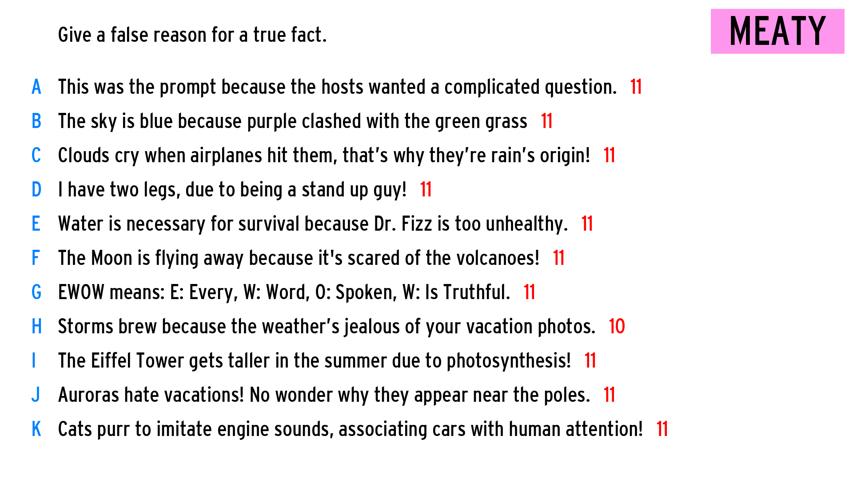 Give a false reason for a true fact.
MEATY
A This was the prompt because the hosts wanted a complicated question. 11
B The sky is blue because purple clashed with the green grass 11
C Clouds cry when airplanes hit them, that's why they're rain's origin! 11
D I have two legs, due to being a stand up guy! 11
E Water is necessary for survival because Dr. Fizz is too unhealthy. 11
F The Moon is flying away because it's scared of the volcanoes! 11
G EWOW means: E: Every, W: Word, O: Spoken, W: Is Truthful. 11
H Storms brew because the weather's jealous of your vacation photos. 10
I The Eiffel Tower gets taller in the summer due to photosynthesis! 11
J Auroras hate vacations! No wonder why they appear near the poles. 11
K Cats purr to imitate engine sounds, associating cars with human attention! 11